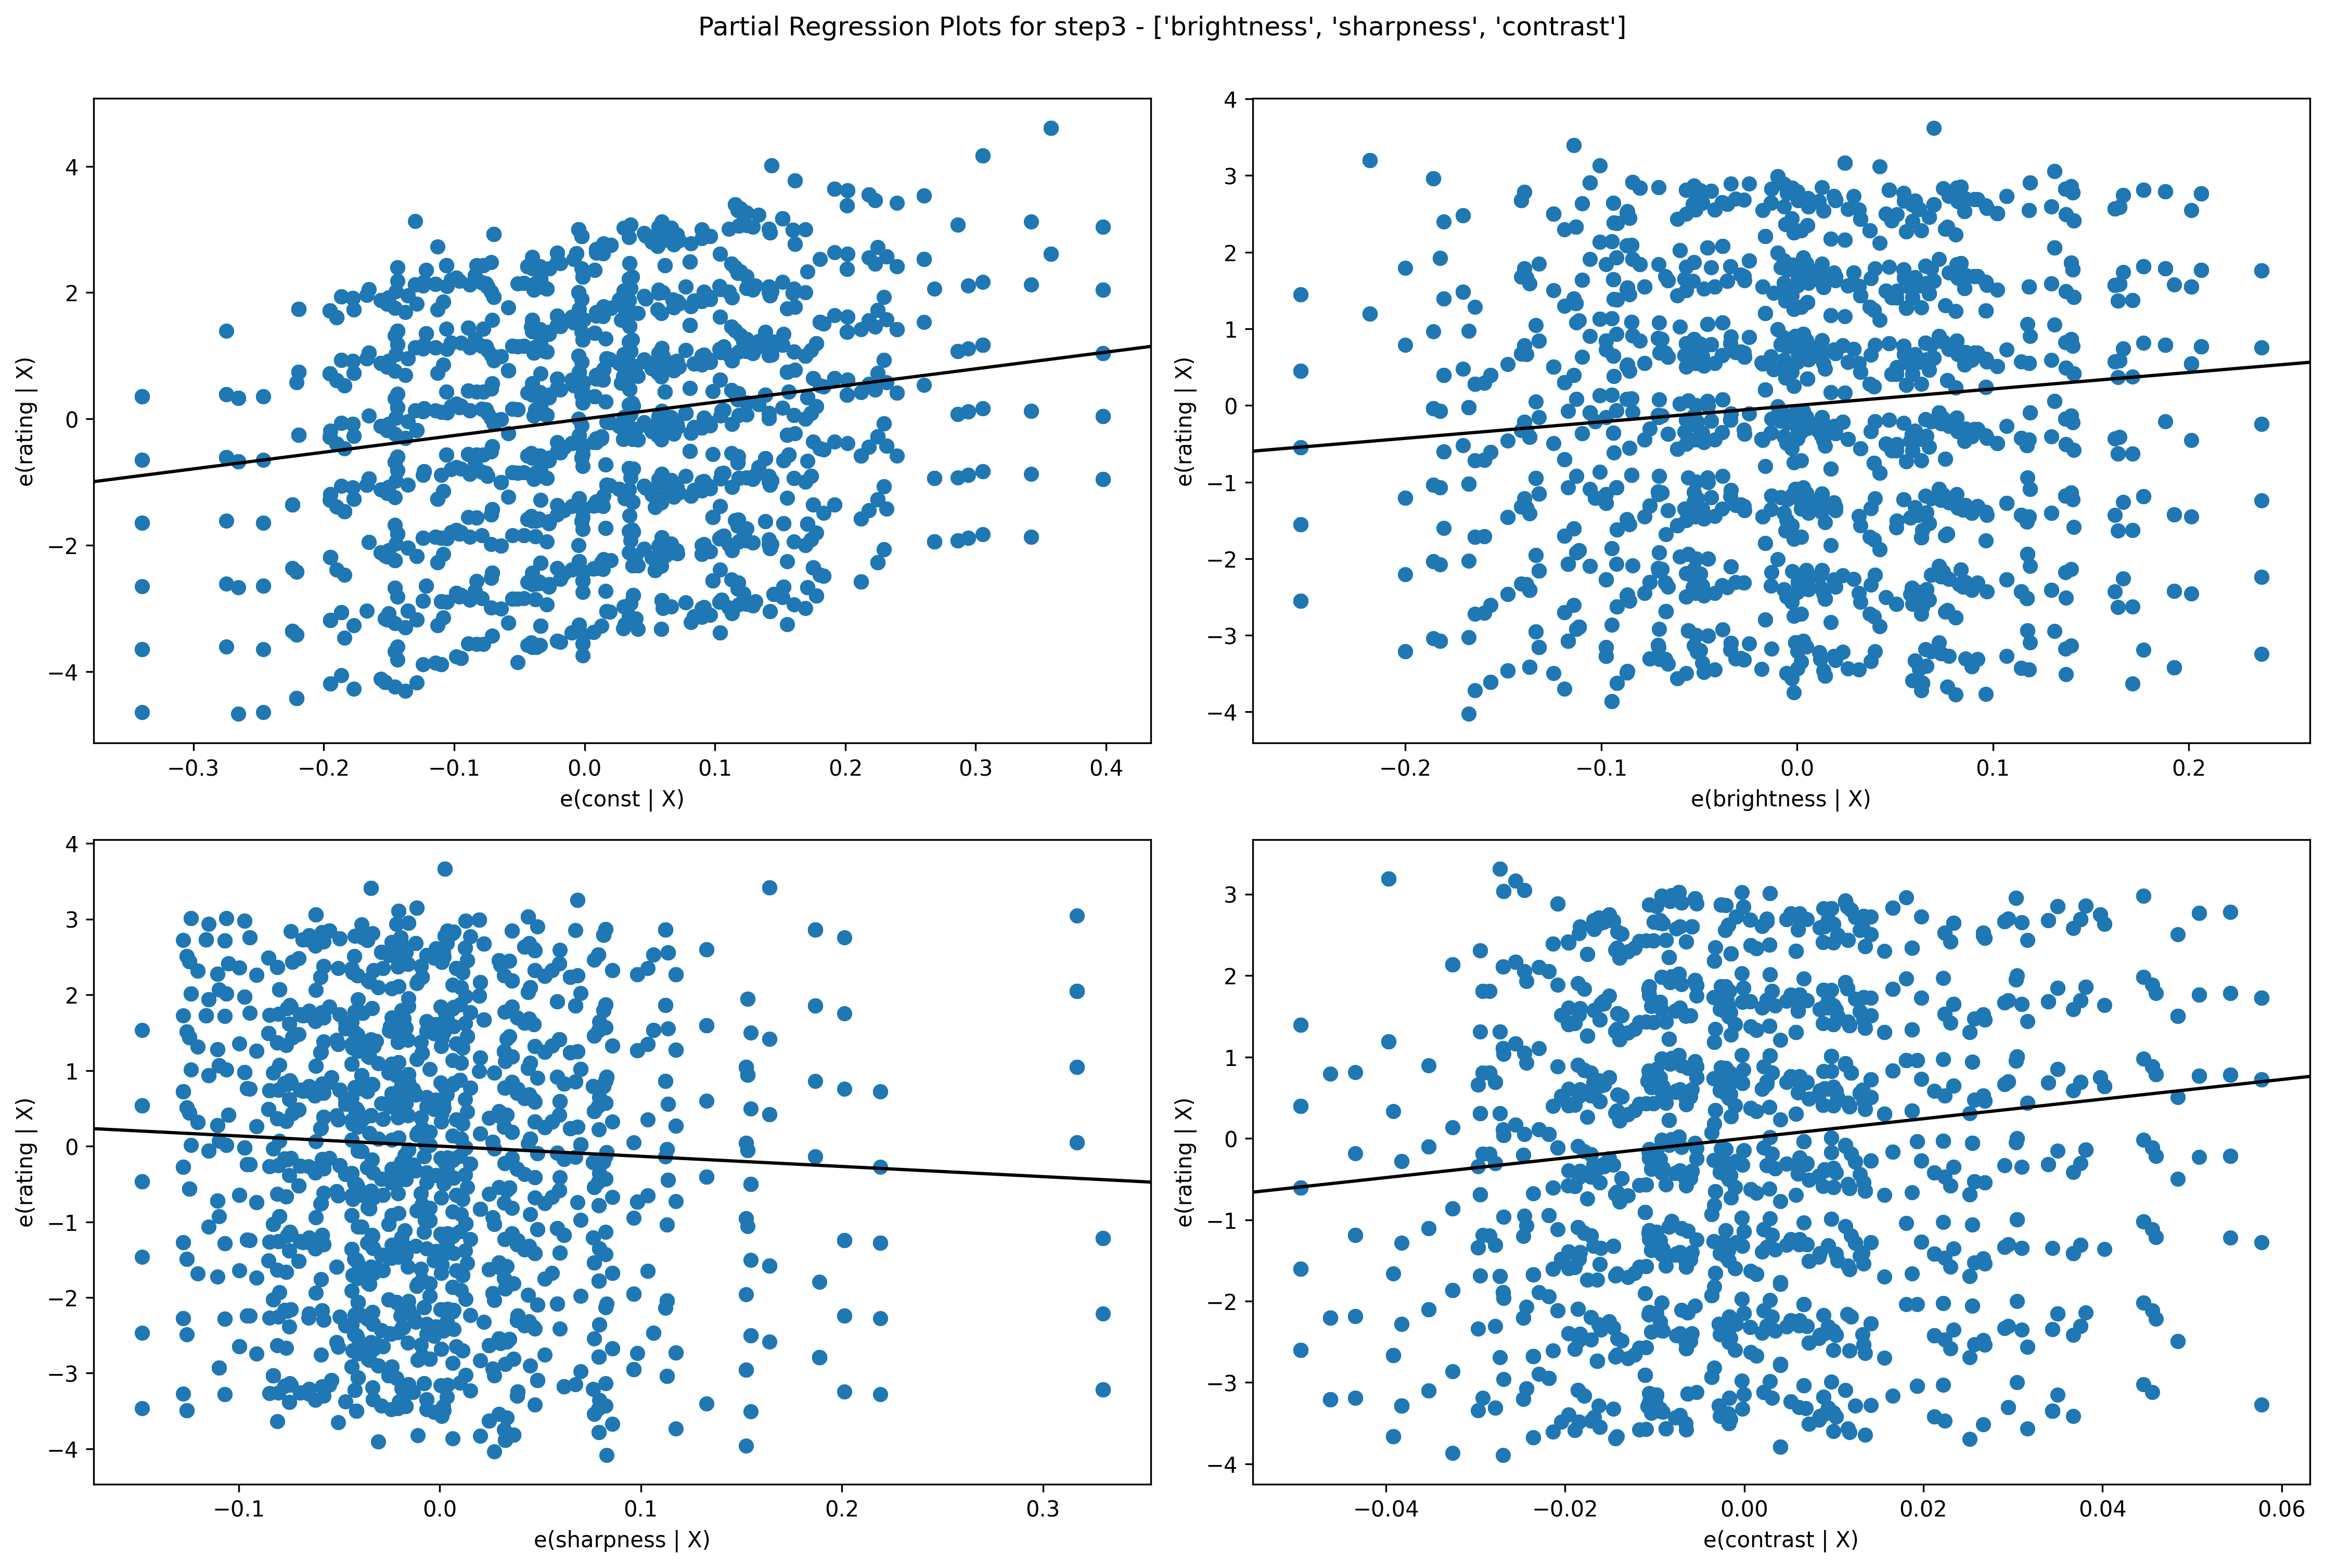 Partial Regression Plots for step3 - ['brightness', 'sharpness', 'contrast']
e(rating | X)
4
2
0
−2
−4
−0.3 −0.2 −0.1 0.0 0.1 0.2 0.3 0.4
e(const | X)
e(rating | X)
4
3
2
1
0
−1
−2
−3
−4
−0.2 −0.1 0.0 0.1 0.2
e(brightness | X)
e(rating | X)
4
3
2
1
0
−1
−2
−3
−4
−0.1 0.0 0.1 0.2 0.3
e(sharpness | X)
e(rating | X)
3
2
1
0
−1
−2
−3
−4
−0.04 −0.02 0.00 0.02 0.04 0.06
e(contrast | X)